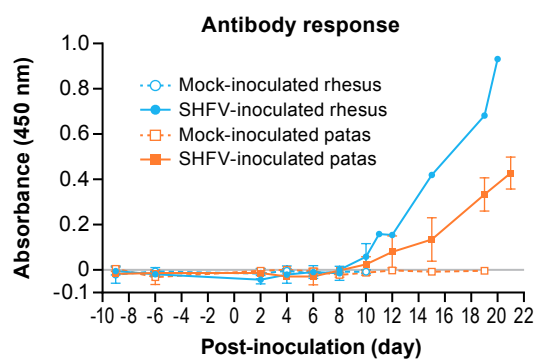 Antibody response
Absorbance (450 nm)
1.0
0.8
0.6
0.4
0.2
0
-0.1
Mock-inoculated rhesus
SHFV-inoculated rhesus
Mock-inoculated patas
SHFV-inoculated patas
-10 -8 -6 -4 -2 0 2 4 6 8 10 12 14 16 18 20 22
Post-inoculation (day)